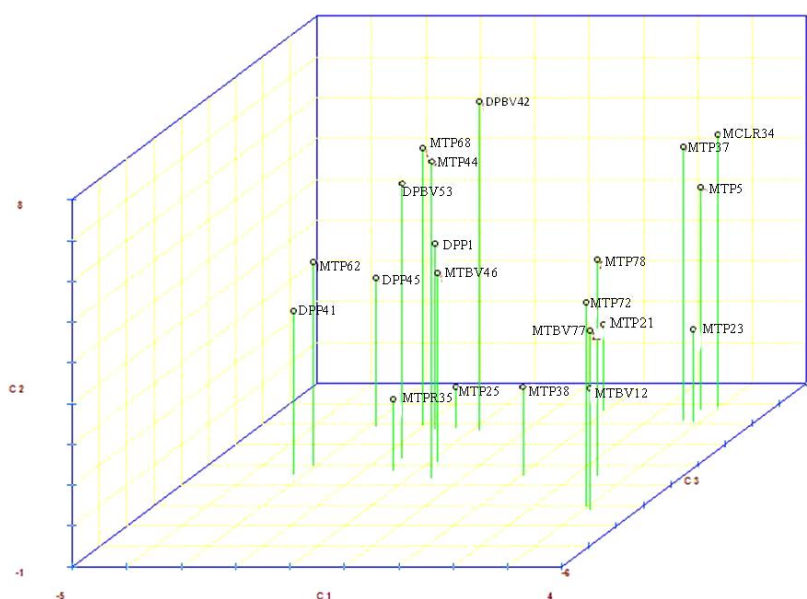 DPBV42
MTP68
MCLR34
MTP37
MTP44
DPBV53
MTP5
8
DPP1
MTP62
MTBV46
MTP78
DPP45
DPP41
MTP72
MTBV77
MTP21
MTP23
C 2
MTPR35
MTP25
MTP38
MTBV12
C 3
-1
-6
-5
C 1
4